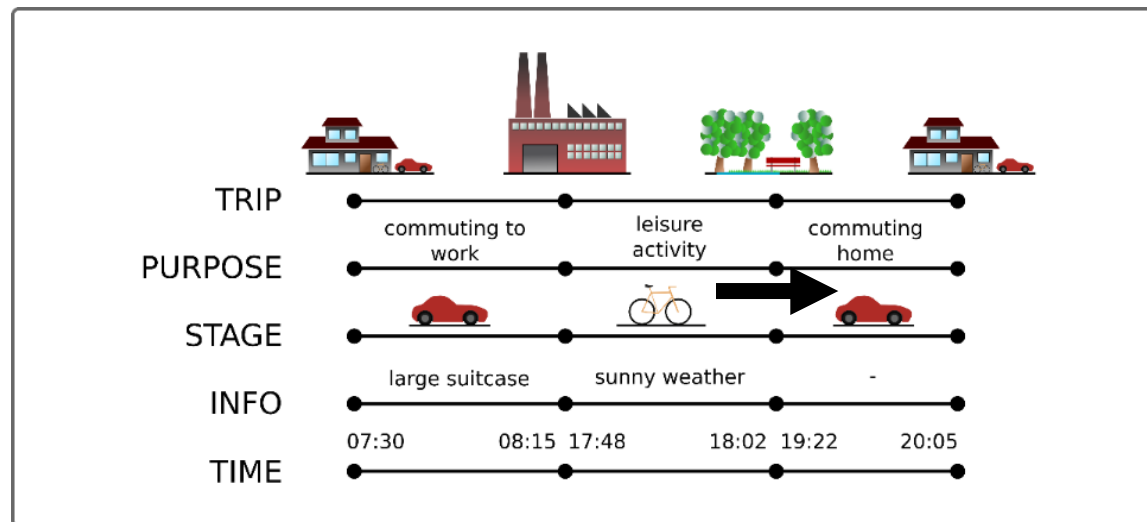 TRIP
commuting to
work
leisure
activity
commuting
home
PURPOSE
STAGE
large suitcase
sunny weather
-
INFO
07:30
08:15
17:48
18:02
19:22
20:05
TIME